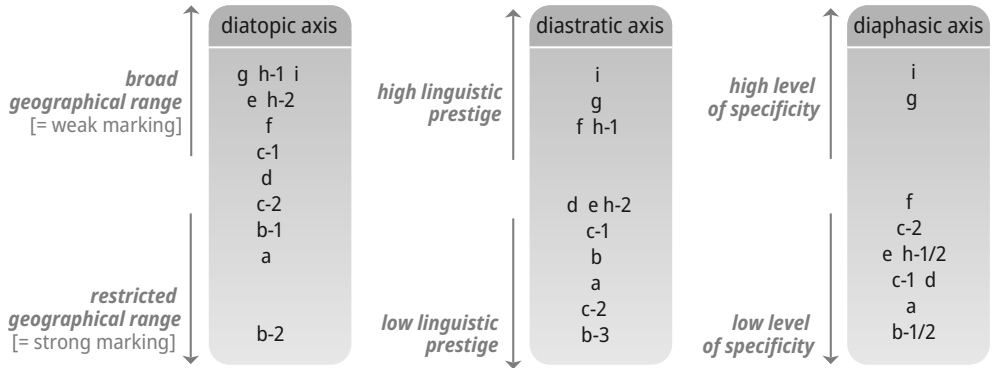 diatopic axis
broad
geographical range
[= weak marking]
g h-1 i
e h-2
f
c-1
d
c-2
b-1
a
b-2
restricted
geographical range
[= strong marking]
diastratic axis
high linguistic
prestige
i
g
f h-1
d e h-2
c-1
b
a
c-2
b-3
low linguistic
prestige
diaphasic axis
high level
of specificity
i
g
f
c-2
e h-1/2
c-1 d
a
b-1/2
low level
of specificity